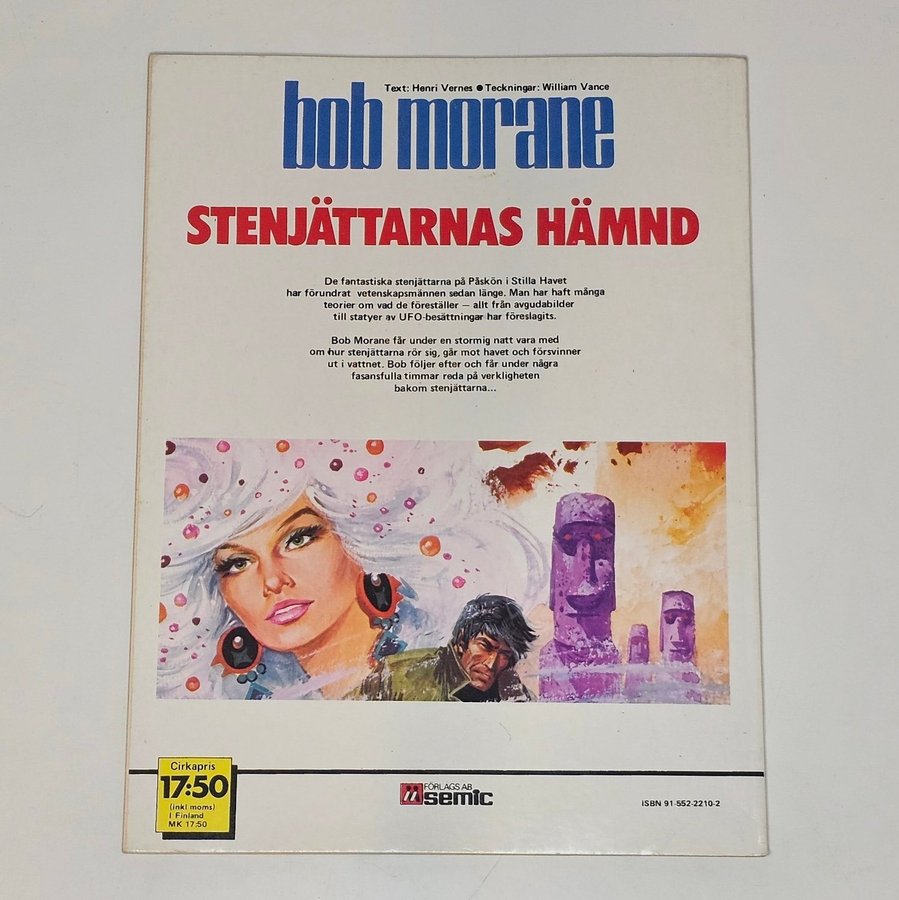 Text: Henri Vernes ● Teckningar: William Vance
bob morane
STENJÄTTARNAS HÄMND
De fantastiska stenjättarna på Påskön i Stilla Havet
har förundrat vetenskapsmännen sedan länge. Man har haft många
teorier om vad de föreställer – allt från avgudabilder
till statyer av UFO-besättningar har föreslagits.
Bob Morane får under en stormig natt vara med
om hur stenjättarna rör sig, går mot havet och försvinner
ut i vattnet. Bob följer efter och får under några
fasansfulla timmar reda på verkligheten
bakom stenjättarna...
Cirkapris
17:50
(inkl moms)
I Finland
MK 17:50
FÖRLAGS AB
semic
ISBN 91-552-2210-2